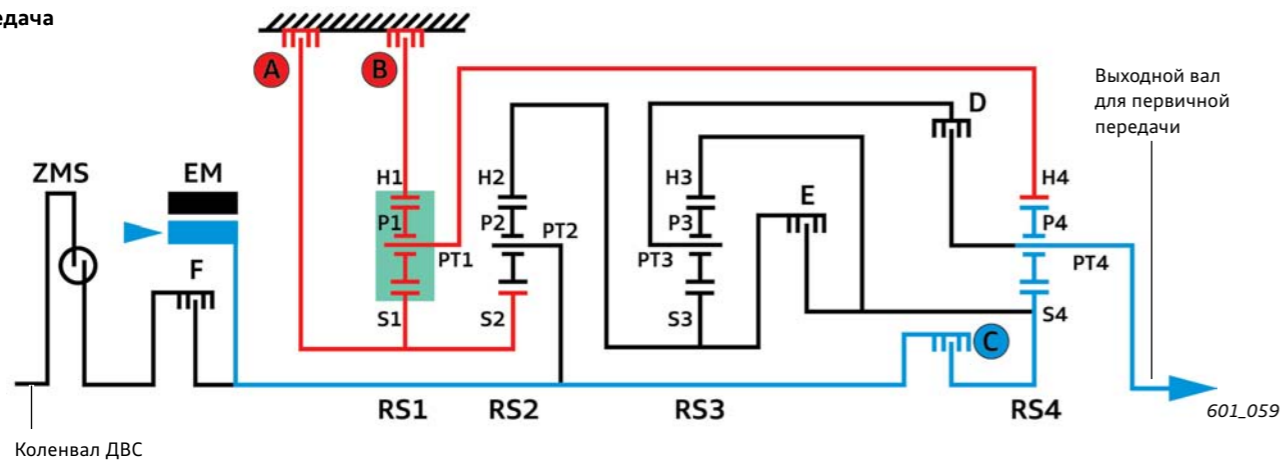 едача
A
B
Выходной вал
для первичной
передачи
D
ZMS
EM
H1
H2
H3
E
H4
P1
P2
PT2
P3
P4
F
PT1
PT3
PT4
S1
S2
S3
S4
C
RS1
RS2
RS3
RS4
601_059
Коленвал ДВС